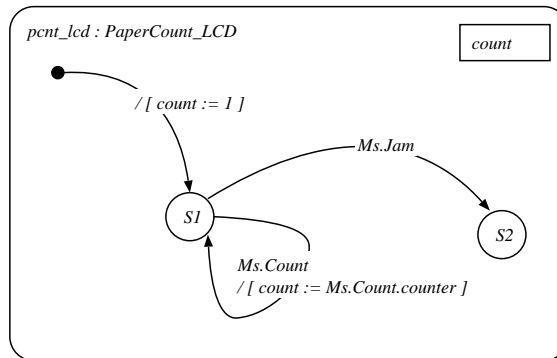 pcnt_lcd : PaperCount_LCD
count
/ [ count := 1 ]
Ms.Jam
S1
S2
Ms.Count
/ [ count := Ms.Count.counter ]